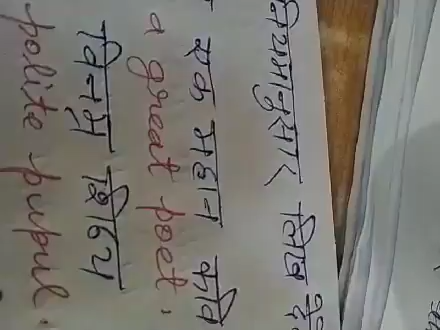 नियमानुसार लिख
एक महान कवि
a great poet.
विनम्र शिष्य
polite pupul.